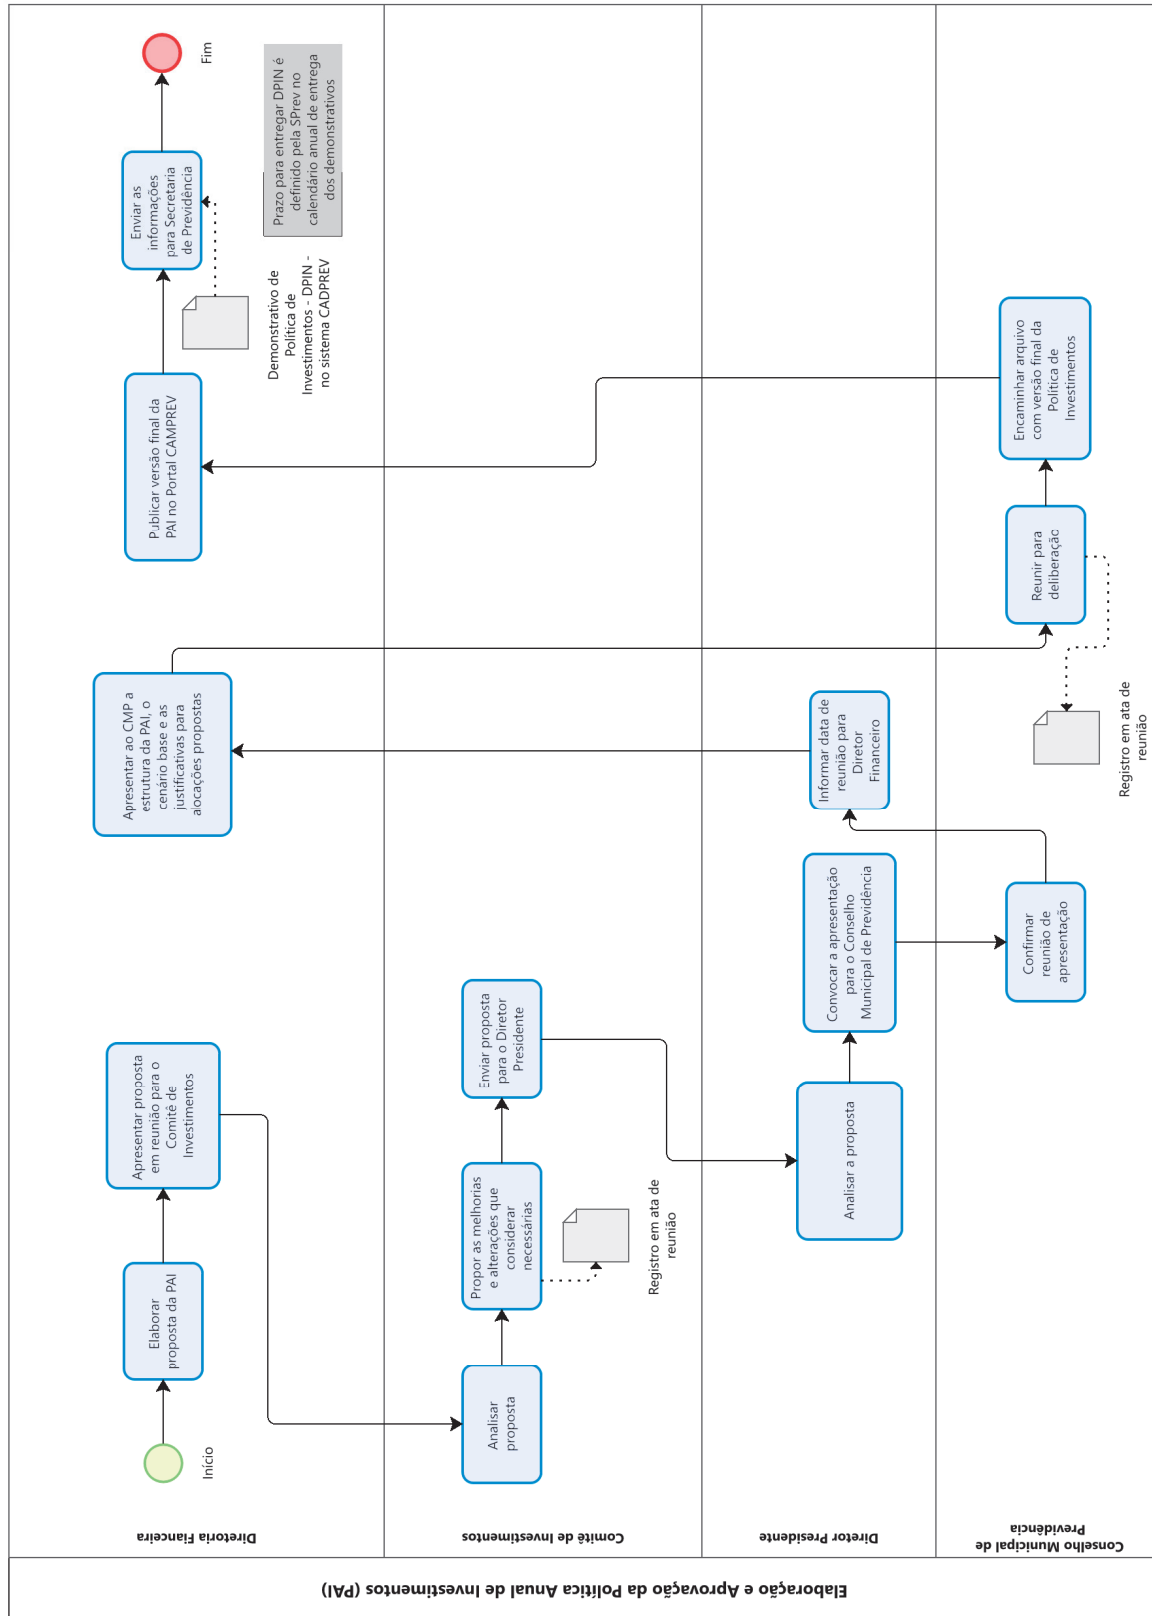 Elaboração e Aprovação da Política Anual de Investimentos (PAI)
Diretoria Fianceira
Início
Elaborar
proposta da PAI
Apresentar proposta
em reunião para o
Comitê de
Investimentos
Apresentar ao CMP a
estrutura da PAI, o
cenário base e as
justificativas para
alocações propostas
Publicar versão final da
PAI no Portal CAMPREV
Enviar as
informações
para Secretaria
de Previdência
Fim
Demonstrativo de
Política de
Investimentos - DPIN -
no sistema CADPREV
Prazo para entregar DPIN é
definido pela SPrev no
calendário anual de entrega
dos demonstrativos
Comitê de Investimentos
Analisar
proposta
Propor as melhorias
e alterações que
considerar
necessárias
Enviar proposta
para o Diretor
Presidente
Registro em ata de
reunião
Diretor Presidente
Analisar a proposta
Convocar a apresentação
para o Conselho
Municipal de Previdência
Informar data de
reunião para
Diretor
Financeiro
Conselho Municipal de
Previdência
Confirmar
reunião de
apresentação
Reunir para
deliberação
Encaminhar arquivo
com versão final da
Política de
Investimentos
Registro em ata de
reunião